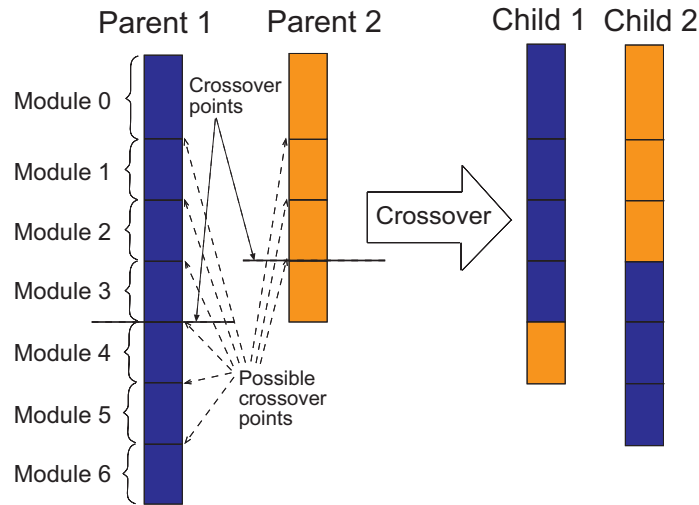 Parent 1
Parent 2
Child 1
Child 2
Crossover
points
Module 0
Module 1
Module 2
Module 3
Module 4
Module 5
Module 6
Crossover
Possible
crossover
points